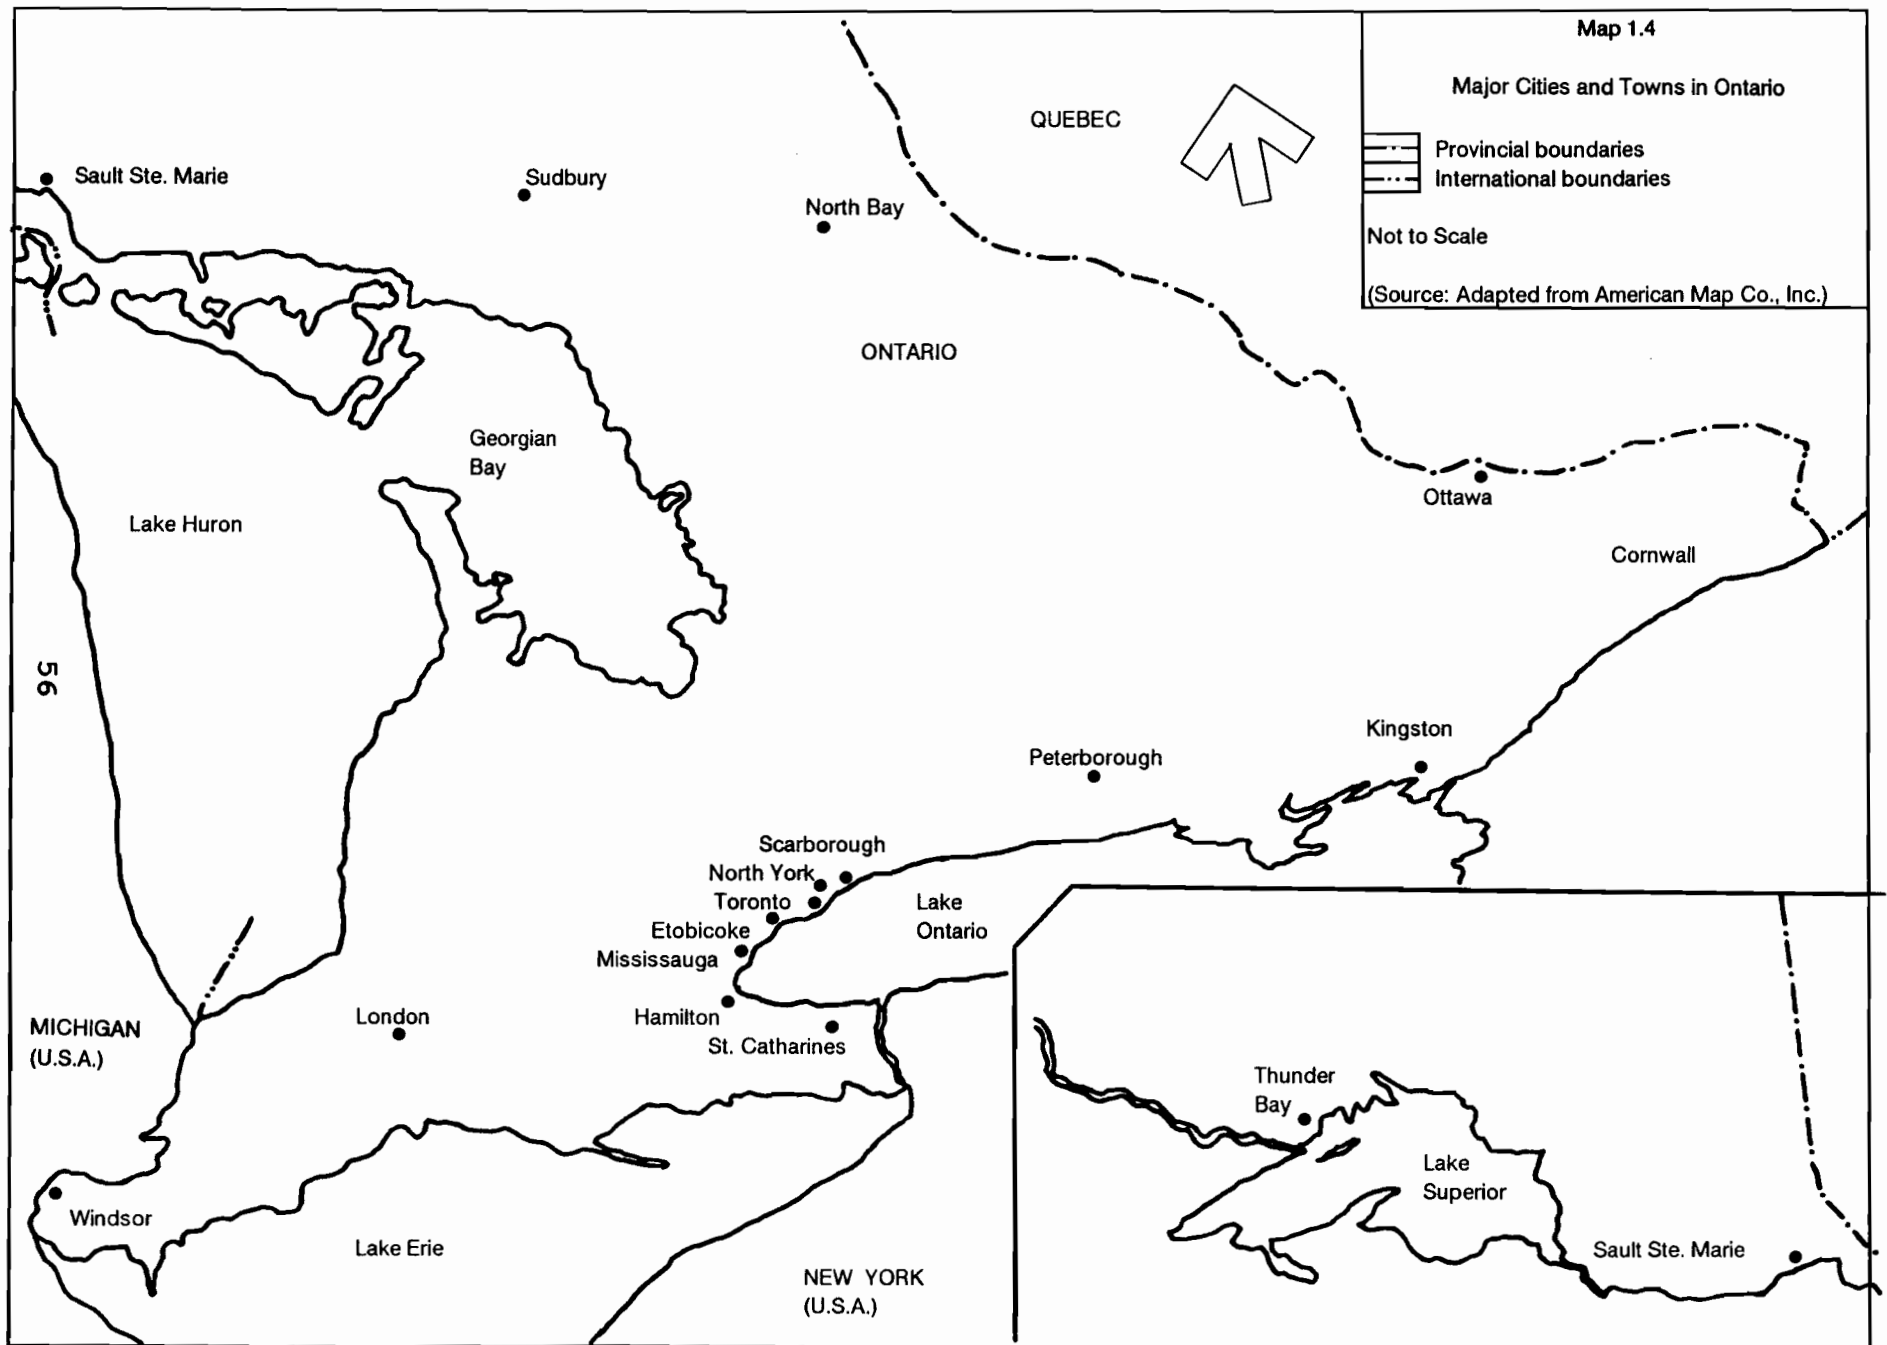 Map 1.4
Major Cities and Towns in Ontario
Provincial boundaries
International boundaries
Not to Scale
(Source: Adapted from American Map Co., Inc.)
QUEBEC
Sault Ste. Marie
Sudbury
North Bay
ONTARIO
Georgian
Bay
Lake Huron
Ottawa
Cornwall
56
Kingston
Peterborough
Scarborough
North York
Toronto
Etobicoke
Mississauga
Lake
Ontario
Hamilton
St. Catharines
London
MICHIGAN
(U.S.A.)
Windsor
Lake Erie
NEW YORK
(U.S.A.)
Thunder
Bay
Lake
Superior
Sault Ste. Marie